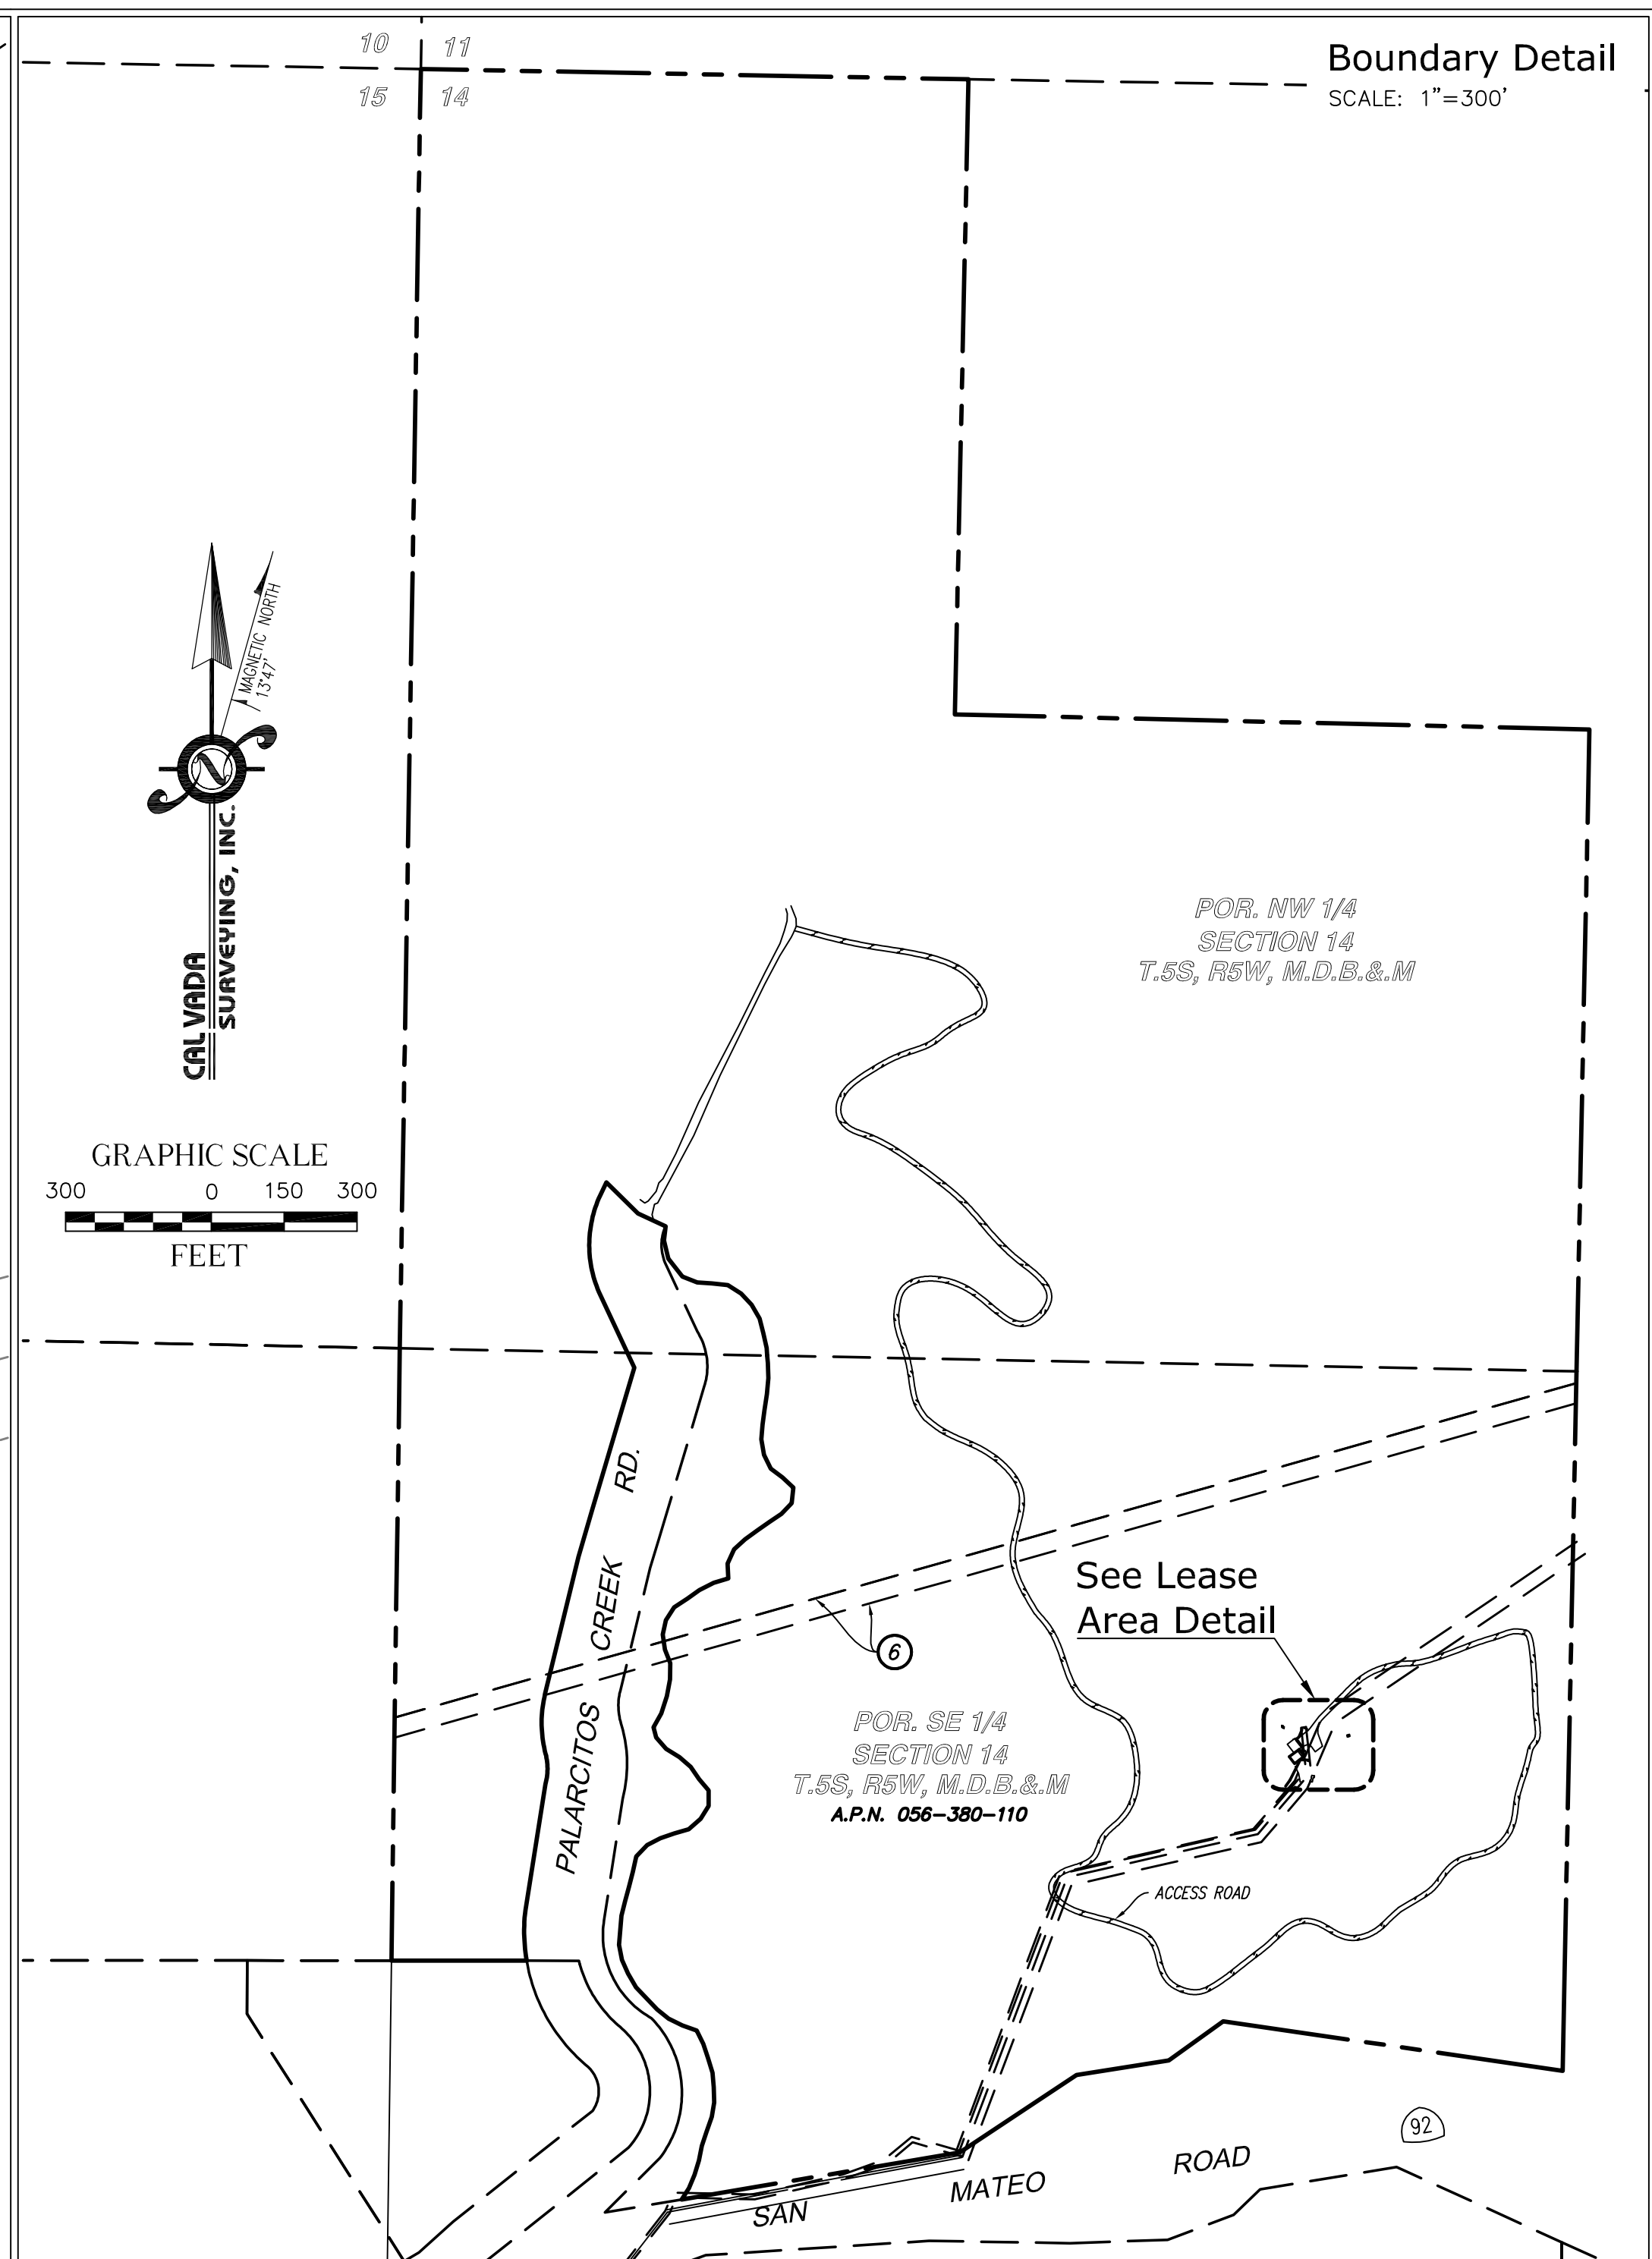 10
11
15
14
Boundary Detail
SCALE: 1"=300'
MAGNETIC NORTH
13°47'
N
CAL VADA
SURVEYING, INC.
POR. NW 1/4
SECTION 14
T.5S, R5W, M.D.B.&.M
GRAPHIC SCALE
300 0 150 300
FEET
PALARCITOS CREEK RD.
See Lease
Area Detail
6
POR. SE 1/4
SECTION 14
T.5S, R5W, M.D.B.&.M
A.P.N. 056-380-110
ACCESS ROAD
92
SAN MATEO ROAD